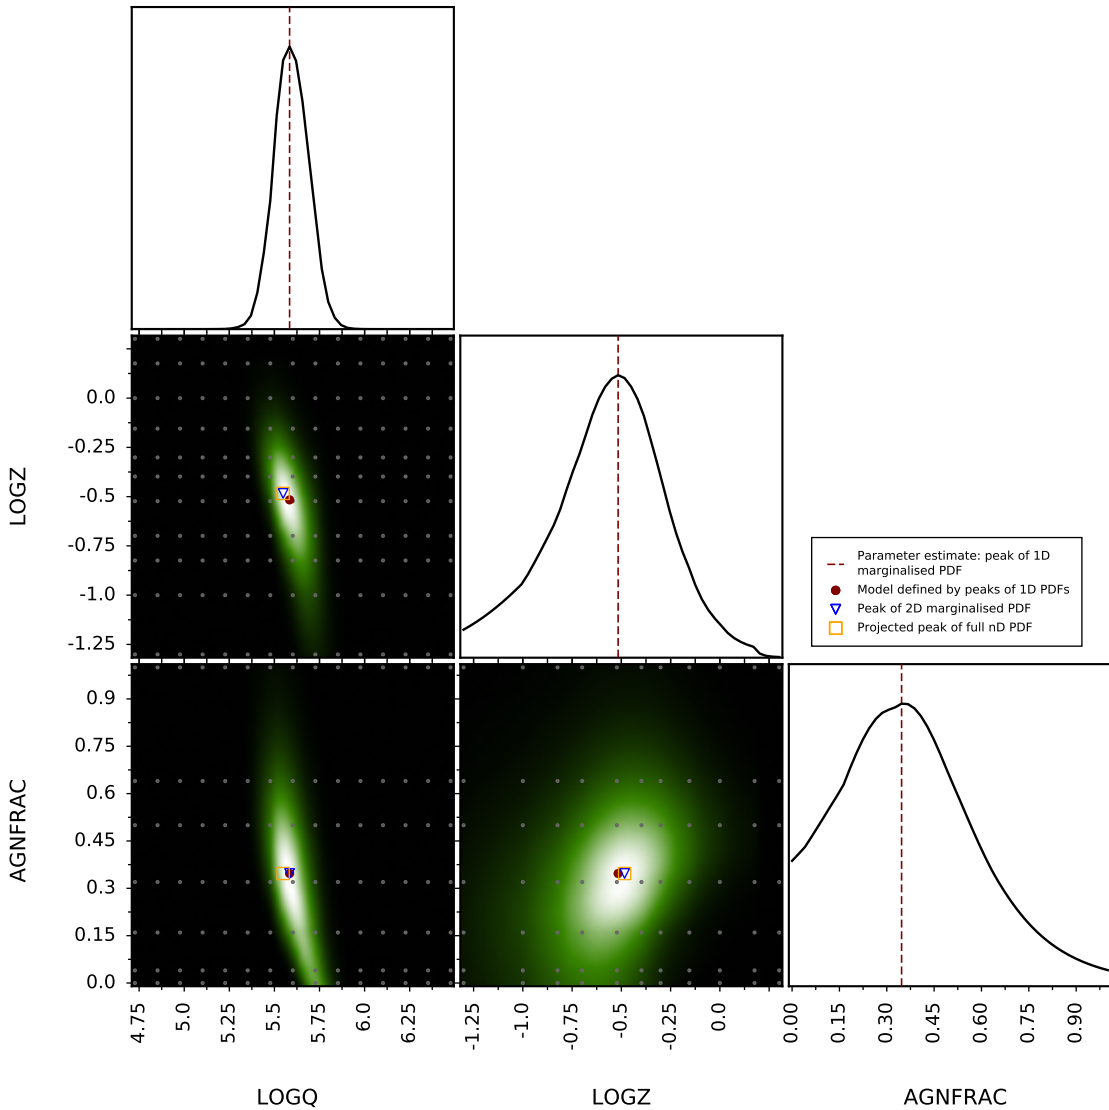 LOGZ
0.0
-0.25
-0.5
-0.75
-1.0
-1.25
Parameter estimate: peak of 1D
marginalised PDF
Model defined by peaks of 1D PDFs
Peak of 2D marginalised PDF
Projected peak of full nD PDF
AGNFRAC
0.9
0.75
0.6
0.45
0.3
0.15
0.0
4.75 5.0 5.25 5.5 5.75 6.0 6.25
-1.25 -1.0 -0.75 -0.5 -0.25 0.0
0.00 0.15 0.30 0.45 0.60 0.75 0.90
LOGQ LOGZ AGNFRAC